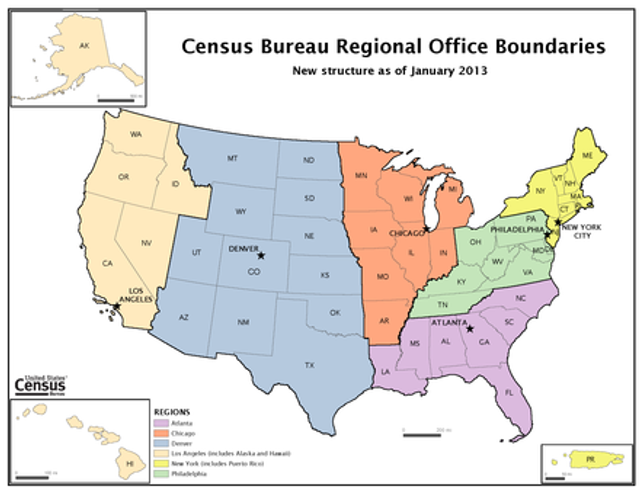 Census Bureau Regional Office Boundaries
New structure as of January 2013
AK
WA
MT
ND
MN
ME
OR
ID
WI
MI
VT
NH
NY
MA
SD
WY
CT
IA
CHICAGO
PA
PHILADELPHIA
NEW YORK
CITY
NV
UT
DENVER
NE
OH
IL
IN
WV
VA
CA
CO
KS
MO
KY
LOS
ANGELES
AZ
NM
OK
AR
TN
NC
ATLANTA
SC
MS
AL
GA
TX
LA
FL
United States
Census
Bureau
HI
REGIONS
Atlanta
Chicago
Denver
Los Angeles (includes Alaska and Hawaii)
New York (includes Puerto Rico)
Philadelphia
PR